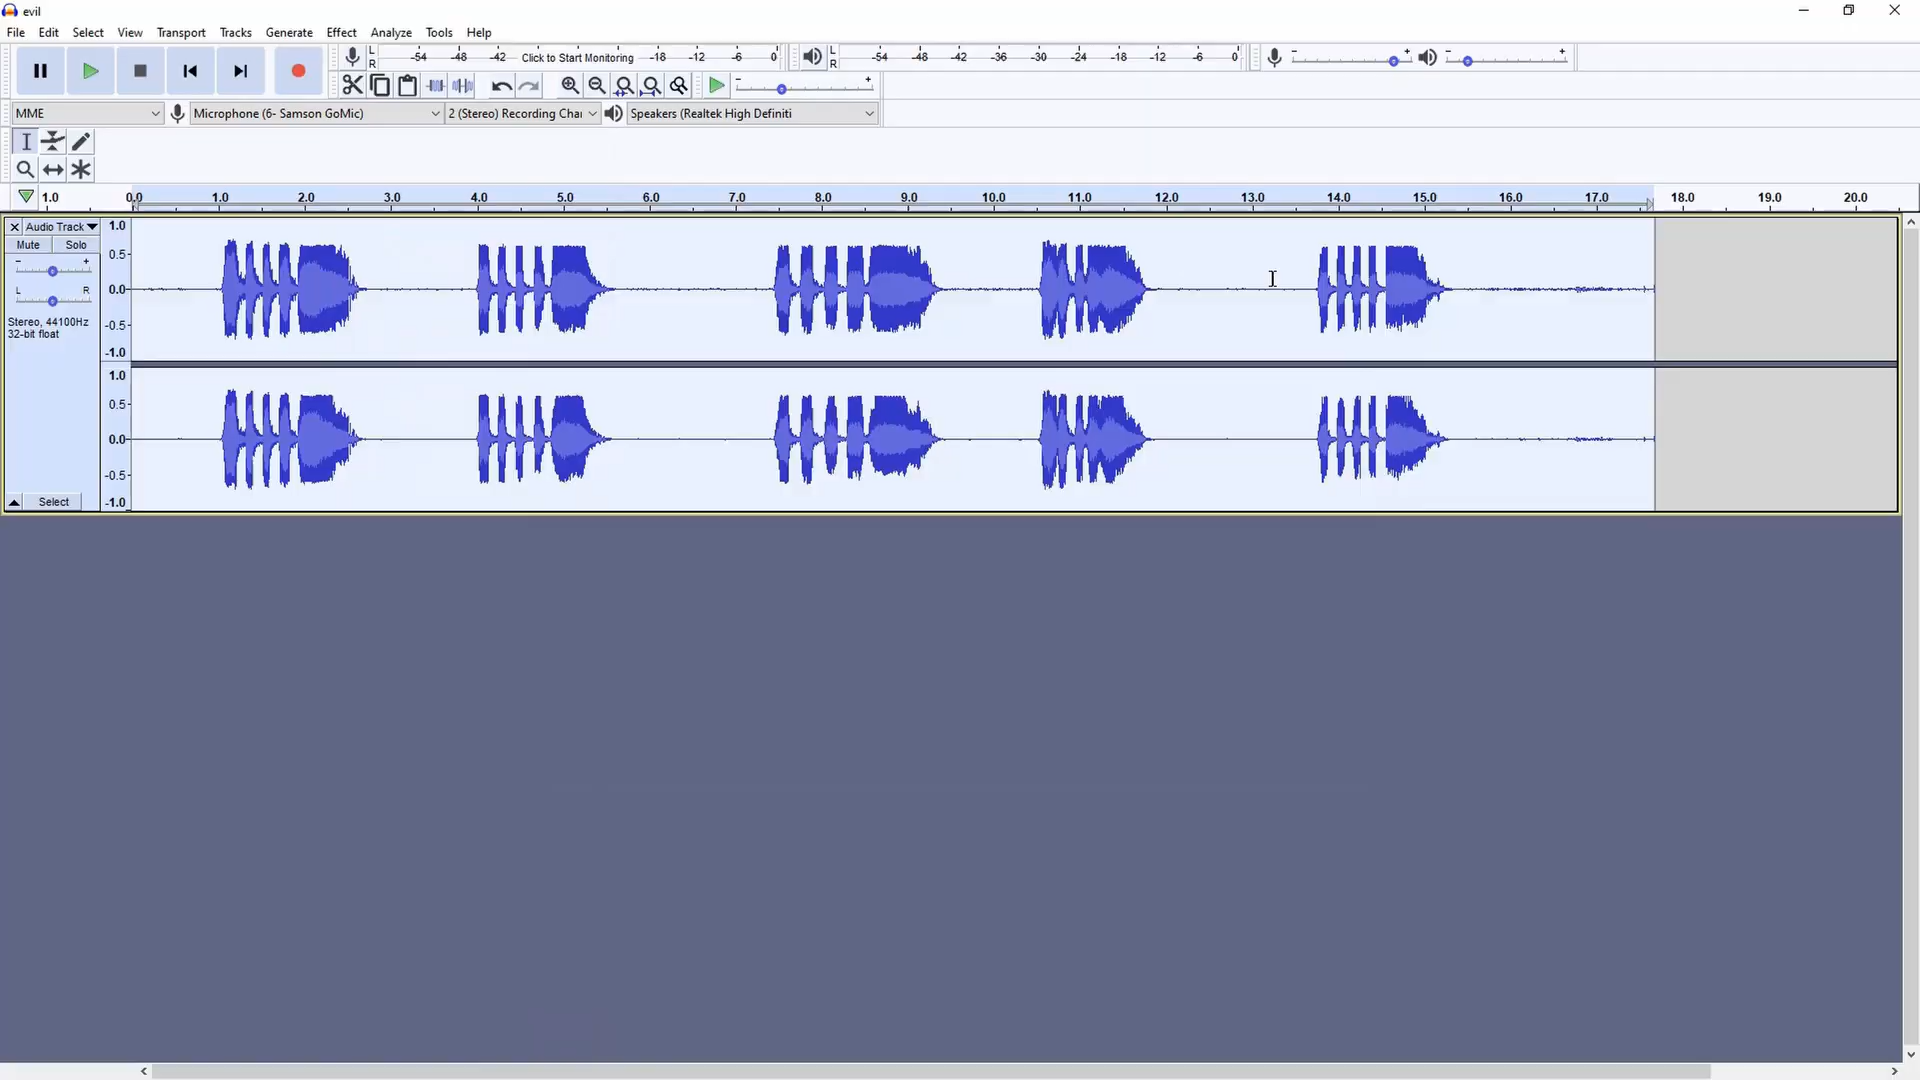 evil
File Edit Select View Transport Tracks Generate Effect Analyze Tools Help
L R -54 -48 -42 Click to Start Monitoring -18 -12 -6 0 L R -54 -48 -42 -36 -30 -24 -18 -12 -6 0 - + - +
- +
MME Microphone (6- Samson GoMic) 2 (Stereo) Recording Chai Speakers (Realtek High Definiti
1.0 0.0 1.0 2.0 3.0 4.0 5.0 6.0 7.0 8.0 9.0 10.0 11.0 12.0 13.0 14.0 15.0 16.0 17.0 18.0 19.0 20.0
Audio Track 1.0
Mute Solo
- + 0.5
L R 0.0
Stereo, 44100Hz -0.5
32-bit float
-1.0
1.0
0.5
0.0
-0.5
Select -1.0